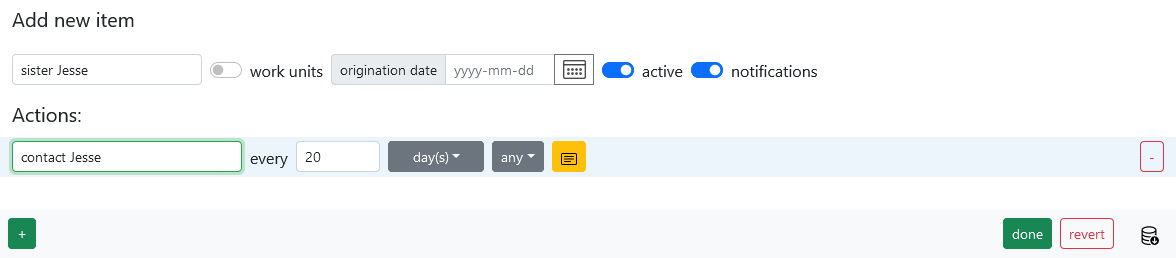 Add new item
sister Jesse work units origination date yyyy-mm-dd active notifications
Actions:
contact Jesse every 20 day(s) any -
+ done revert